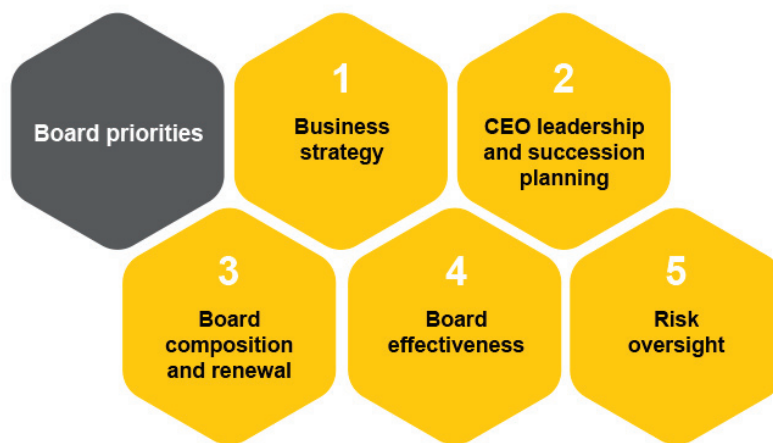 Board priorities
1
Business
strategy
2
CEO leadership
and succession
planning
3
Board
composition
and renewal
4
Board
effectiveness
5
Risk
oversight